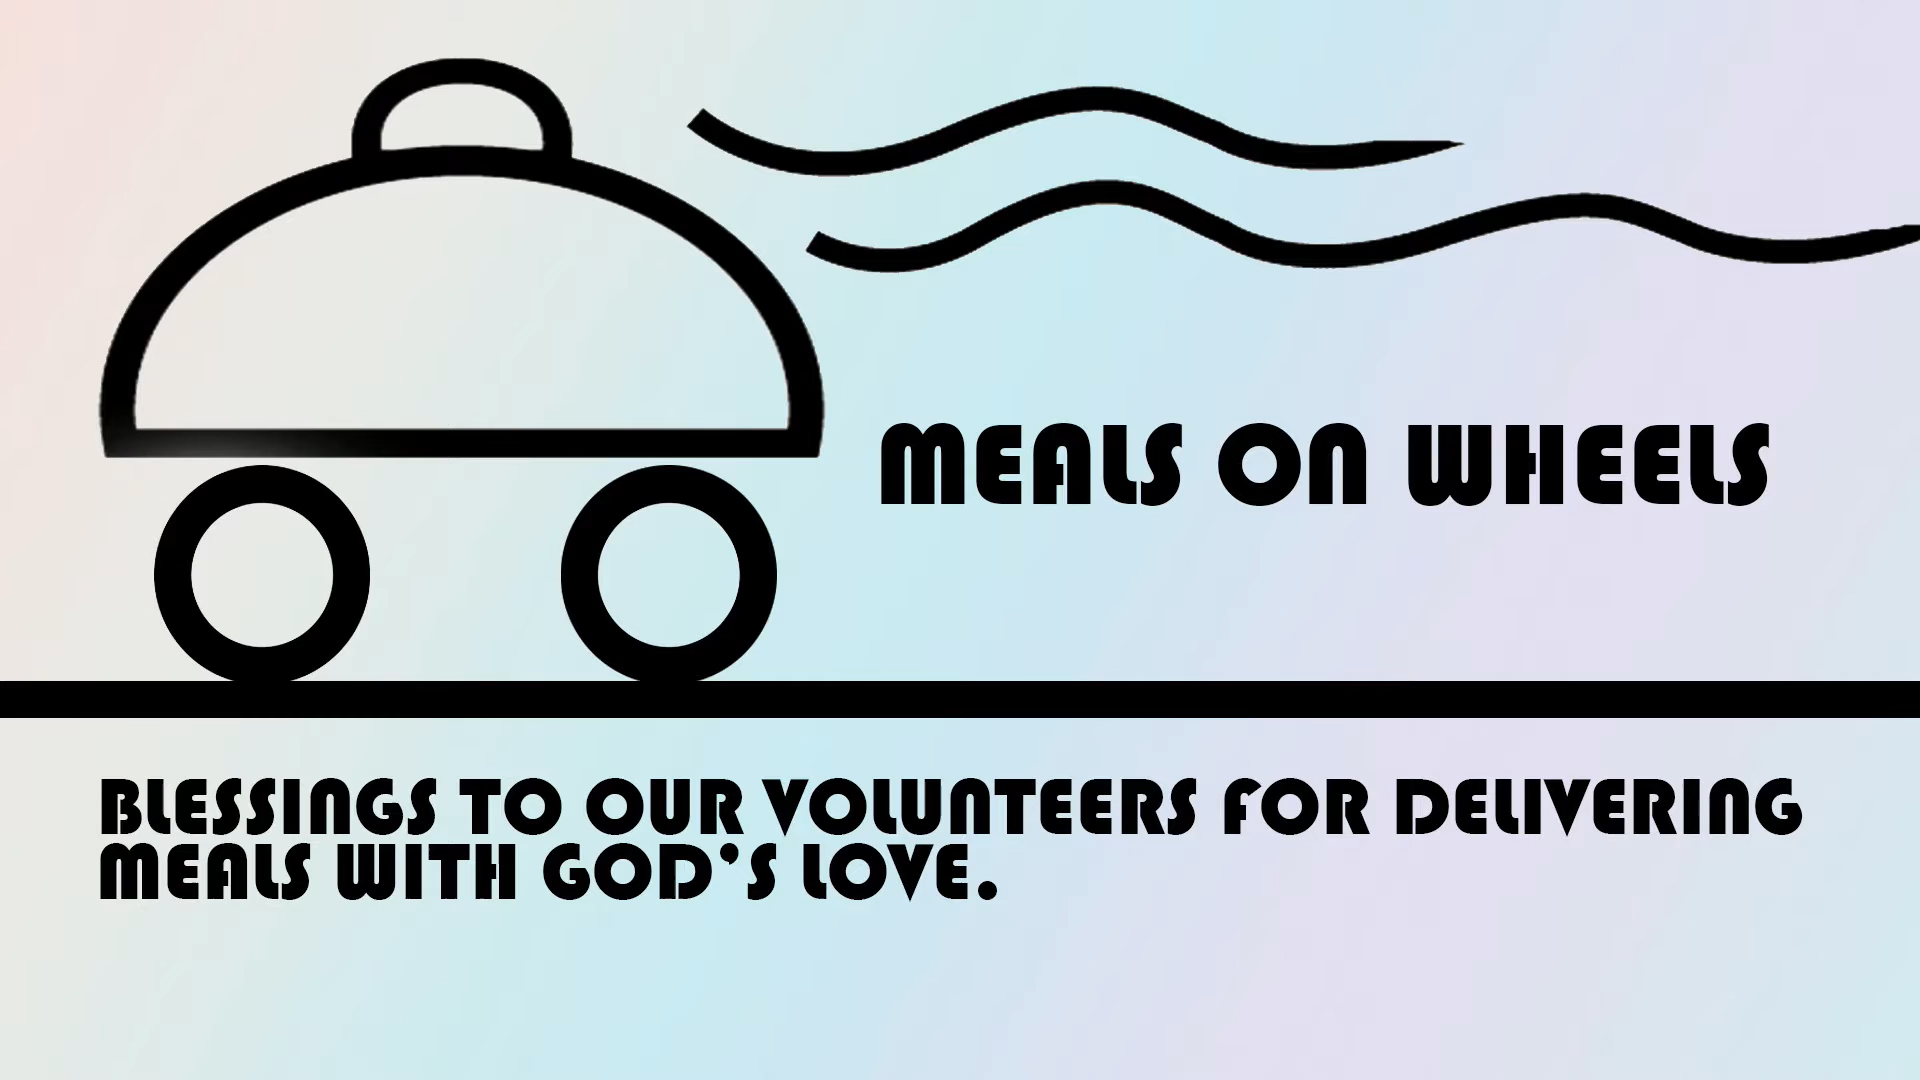 MEALS ON WHEELS
BLESSINGS TO OUR VOLUNTEERS FOR DELIVERING
MEALS WITH GOD’S LOVE.